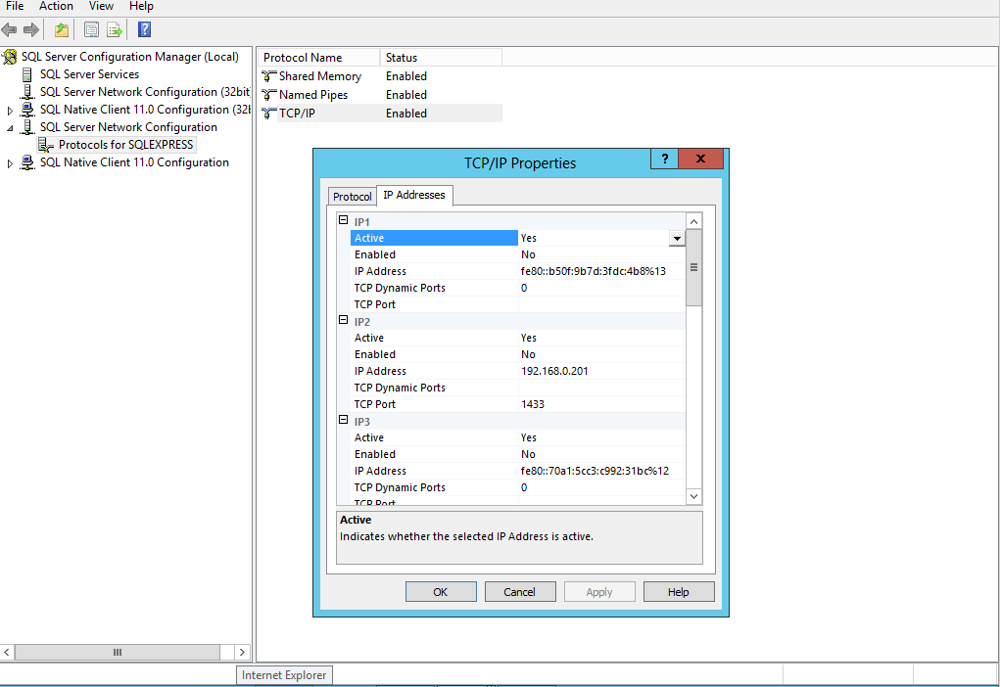 File Action View Help
SQL Server Configuration Manager (Local)
SQL Server Services
SQL Server Network Configuration (32bit
SQL Native Client 11.0 Configuration (32b
SQL Server Network Configuration
Protocols for SQLEXPRESS
SQL Native Client 11.0 Configuration
Protocol Name Status
Shared Memory Enabled
Named Pipes Enabled
TCP/IP Enabled
TCP/IP Properties
? x
Protocol IP Addresses
IP1
Active Yes
Enabled No
IP Address fe80::b50f:9b7d:3fdc:4b8%13
TCP Dynamic Ports 0
TCP Port
IP2
Active Yes
Enabled No
IP Address 192.168.0.201
TCP Dynamic Ports
TCP Port 1433
IP3
Active Yes
Enabled No
IP Address fe80::70a1:5cc3:c992:31bc%12
TCP Dynamic Ports 0
TCP Port
Active
Indicates whether the selected IP Address is active.
OK Cancel Apply Help
Internet Explorer